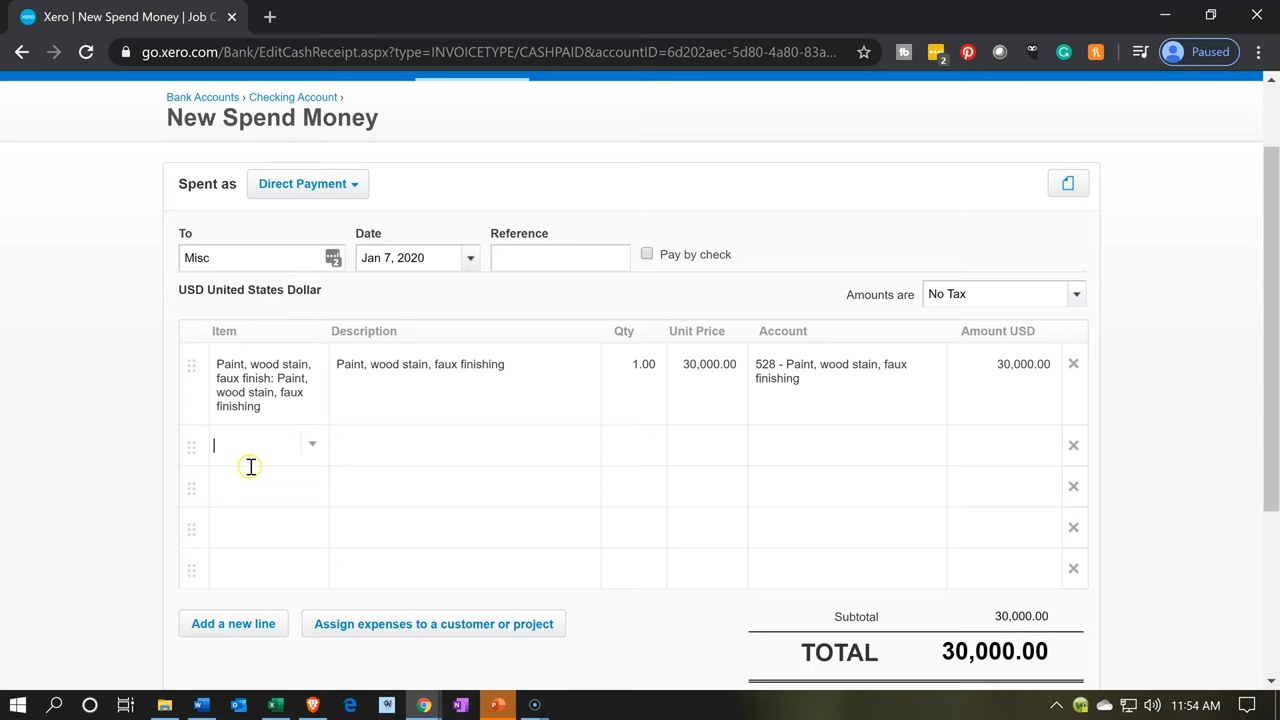 xero
Xero | New Spend Money | Job C
go.xero.com/Bank/EditCashReceipt.aspx?type=INVOICETYPE/CASHPAID&accountID=6d202aec-5d80-4a80-83a...
tb
2
Paused
Bank Accounts › Checking Account ›
New Spend Money
Spent as Direct Payment
To Date Reference
Misc 2 Jan 7, 2020 Pay by check
USD United States Dollar
Amounts are No Tax
Item Description Qty Unit Price Account Amount USD
Paint, wood stain, Paint, wood stain, faux finishing 1.00 30,000.00 528 - Paint, wood stain, faux 30,000.00
faux finish: Paint, finishing
wood stain, faux
finishing
Add a new line Assign expenses to a customer or project
Subtotal 30,000.00
TOTAL 30,000.00
11:54 AM